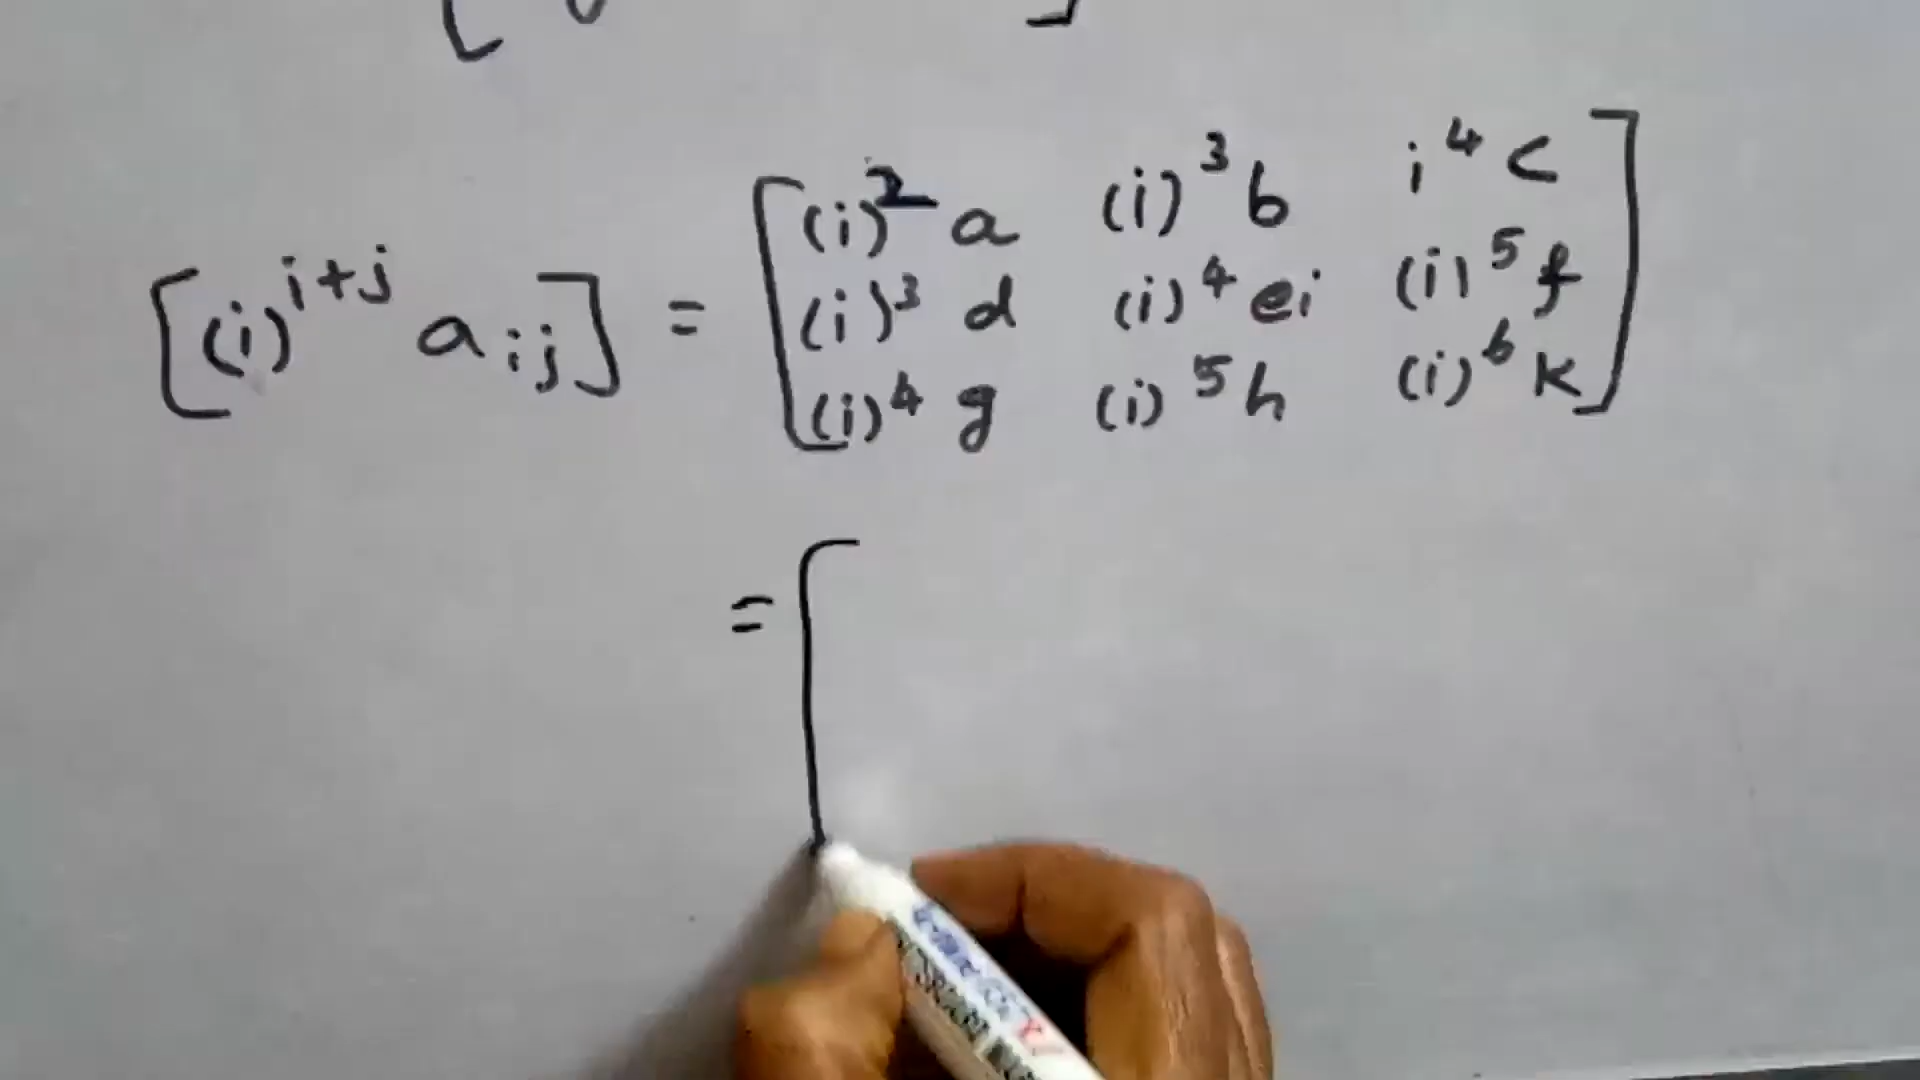 [(i)^{i+j} a_{ij}] = [(i)^2 a (i)^3 b i^4 c
(i)^3 d (i)^4 ei (i)^5 f
(i)^4 g (i)^5 h (i)^6 k]
= [